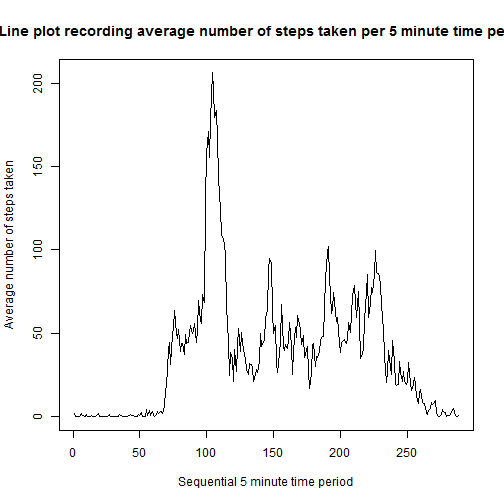 Line plot recording average number of steps taken per 5 minute time pe
200
150
100
50
0
Average number of steps taken
0 50 100 150 200 250
Sequential 5 minute time period